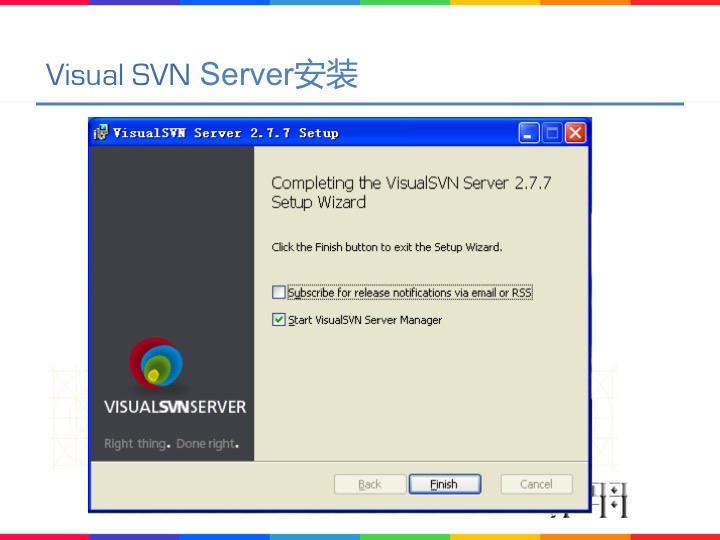 Visual SVN Server安装
VisualSVN Server 2.7.7 Setup
Completing the VisualSVN Server 2.7.7
Setup Wizard
Click the Finish button to exit the Setup Wizard.
Subscribe for release notifications via email or RSS
Start VisualSVN Server Manager
VISUALSVNSERVER
Right thing. Done right.
Back
Finish
Cancel